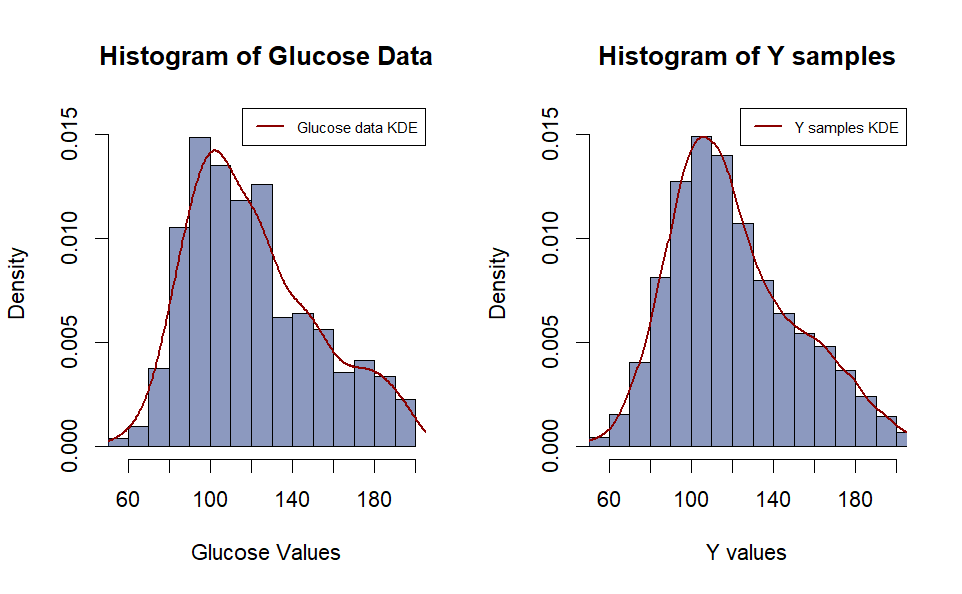 Histogram of Glucose Data
Glucose data KDE
Density
0.000 0.005 0.010 0.015
60 100 140 180
Glucose Values
Histogram of Y samples
Y samples KDE
Density
0.000 0.005 0.010 0.015
60 100 140 180
Y values